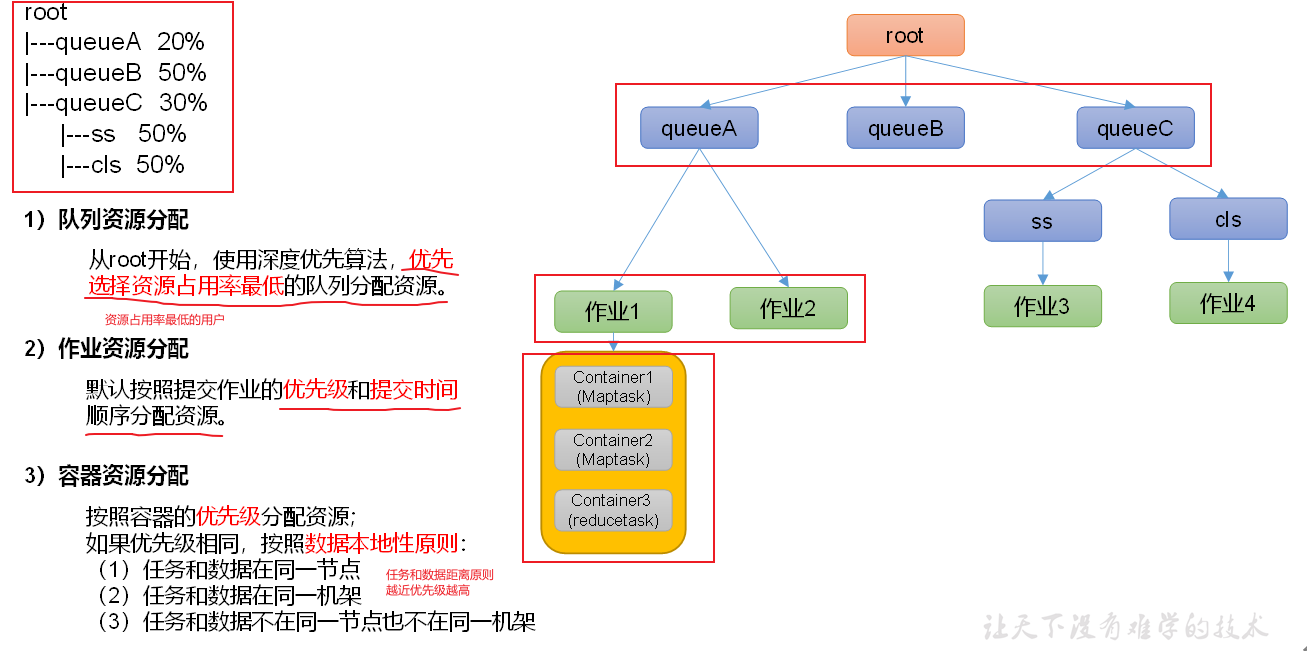 root
|---queueA 20%
|---queueB 50%
|---queueC 30%
|---ss 50%
|---cls 50%
1）队列资源分配
从root开始，使用深度优先算法，优先
选择资源占用率最低的队列分配资源。
资源占用率最低的用户
2）作业资源分配
默认按照提交作业的优先级和提交时间
顺序分配资源。
3）容器资源分配
按照容器的优先级分配资源；
如果优先级相同，按照数据本地性原则：
（1）任务和数据在同一节点
（2）任务和数据在同一机架
（3）任务和数据不在同一节点也不在同一机架
任务和数据距离原则
越近优先级越高
root
queueA
queueB
queueC
ss
cls
作业1
作业2
作业3
作业4
Container1
(Maptask)
Container2
(Maptask)
Container3
(reducetask)
让天下没有难学的技术